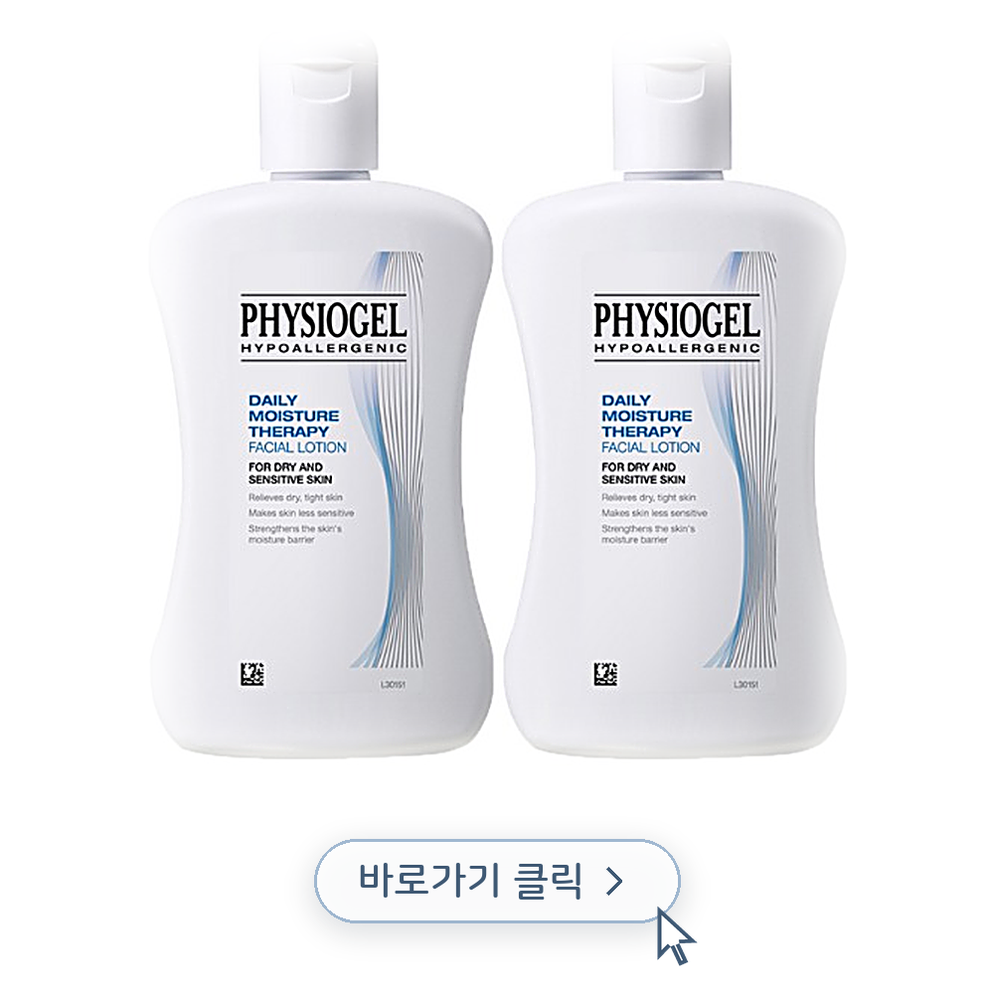 PHYSIOGEL
HYPOALLERGENIC
DAILY
MOISTURE
THERAPY
FACIAL LOTION
FOR DRY AND
SENSITIVE SKIN
Relieves dry, tight skin
Makes skin less sensitive
Strengthens the skin's
moisture barrier
L30151
PHYSIOGEL
HYPOALLERGENIC
DAILY
MOISTURE
THERAPY
FACIAL LOTION
FOR DRY AND
SENSITIVE SKIN
Relieves dry, tight skin
Makes skin less sensitive
Strengthens the skin's
moisture barrier
L30151
바로가기 클릭 >